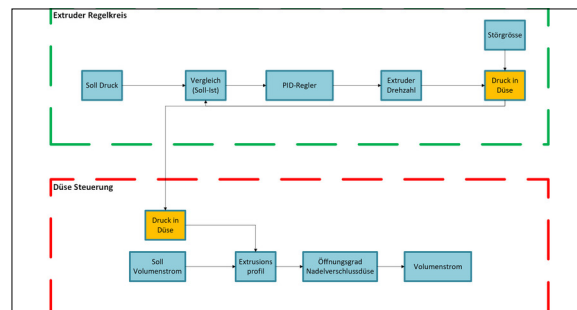 Extruder Regelkreis
Störgrösse
Soll Druck
Vergleich
(Soll-Ist)
PID-Regler
Extruder
Drehzahl
Druck in
Düse
Düse Steuerung
Druck in
Düse
Soll
Volumenstrom
Extrusions
profil
Öffnungsgrad
Nadelverschlussdüse
Volumenstrom